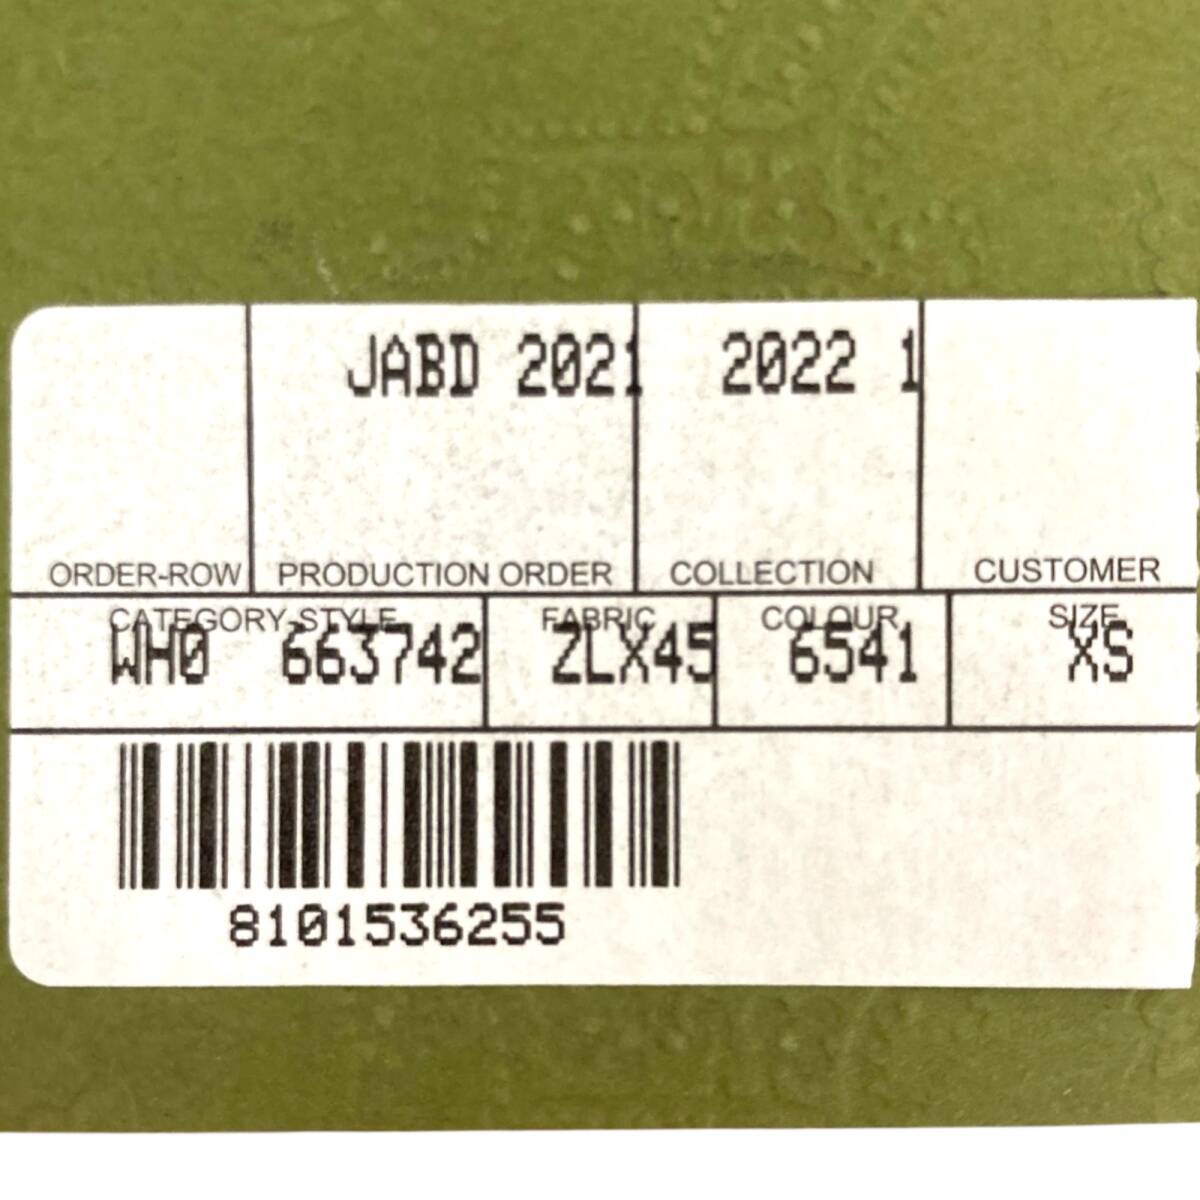 JABD 2021 2022 1
ORDER-ROW PRODUCTION ORDER COLLECTION CUSTOMER
CATEGORY-STYLE FABRIC COLOUR SIZE
WH0 663742 ZLX45 6541 XS
8101536255